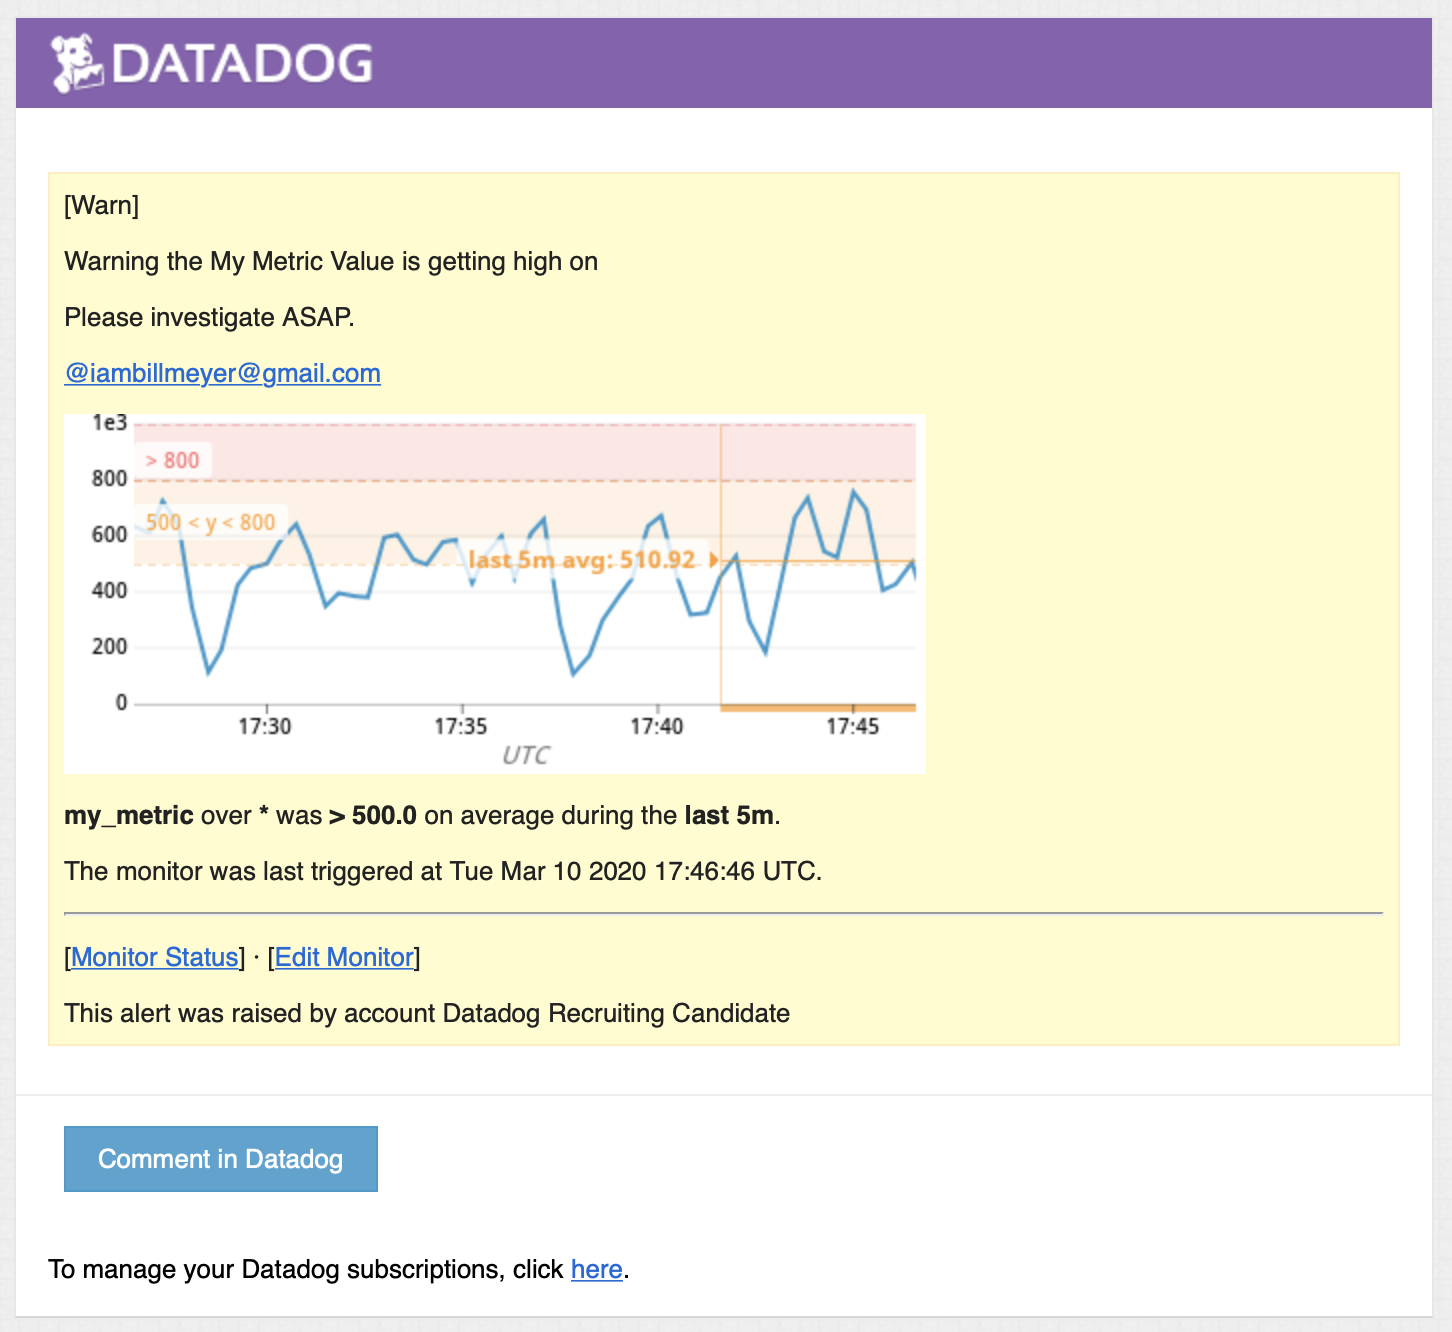 DATADOG
[Warn]
Warning the My Metric Value is getting high on
Please investigate ASAP.
@iambillmeyer@gmail.com
1e3
> 800
800
500 < y < 800
600
last 5m avg: 510.92
400
200
0
17:30 17:35 17:40 17:45
UTC
my_metric over * was > 500.0 on average during the last 5m.
The monitor was last triggered at Tue Mar 10 2020 17:46:46 UTC.
[Monitor Status] · [Edit Monitor]
This alert was raised by account Datadog Recruiting Candidate
Comment in Datadog
To manage your Datadog subscriptions, click here.